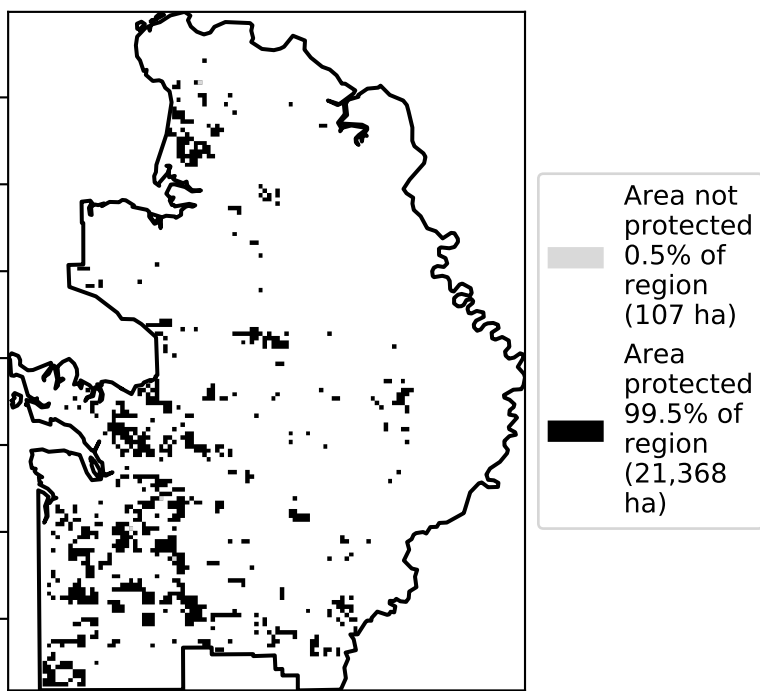 Area not
protected
0.5% of
region
(107 ha)
Area
protected
99.5% of
region
(21,368
ha)